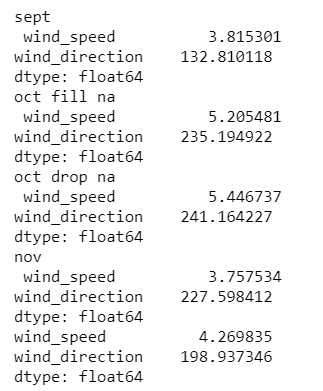 sept
 wind_speed          3.815301
wind_direction    132.810118
dtype: float64
oct fill na
 wind_speed          5.205481
wind_direction    235.194922
dtype: float64
oct drop na
 wind_speed          5.446737
wind_direction    241.164227
dtype: float64
nov
 wind_speed          3.757534
wind_direction    227.598412
dtype: float64
wind_speed          4.269835
wind_direction    198.937346
dtype: float64